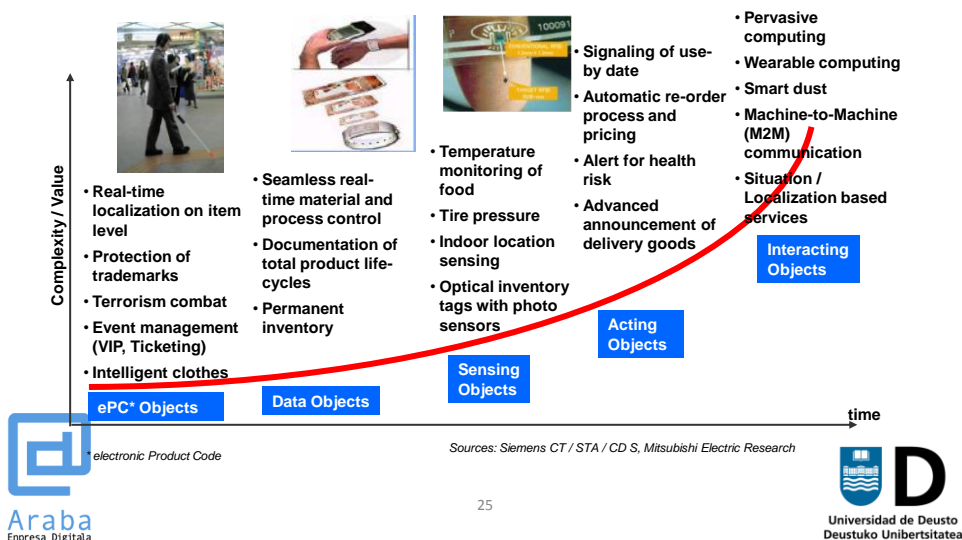 Complexity / Value
• Real-time
localization on item
level
• Protection of
trademarks
• Terrorism combat
• Event management
(VIP, Ticketing)
• Intelligent clothes
ePC* Objects
• Seamless real-
time material and
process control
• Documentation of
total product life-
cycles
• Permanent
inventory
Data Objects
• Temperature
monitoring of
food
• Tire pressure
• Indoor location
sensing
• Optical inventory
tags with photo
sensors
Sensing
Objects
100091
• Signaling of use-
by date
• Automatic re-order
process and
pricing
• Alert for health
risk
• Advanced
announcement of
delivery goods
Acting
Objects
• Pervasive
computing
• Wearable computing
• Smart dust
• Machine-to-Machine
(M2M)
communication
• Situation /
Localization based
services
Interacting
Objects
time
* electronic Product Code
Sources: Siemens CT / STA / CD S, Mitsubishi Electric Research
25
Araba
Enpresa Digitala
D
Universidad de Deusto
Deustuko Unibertsitatea